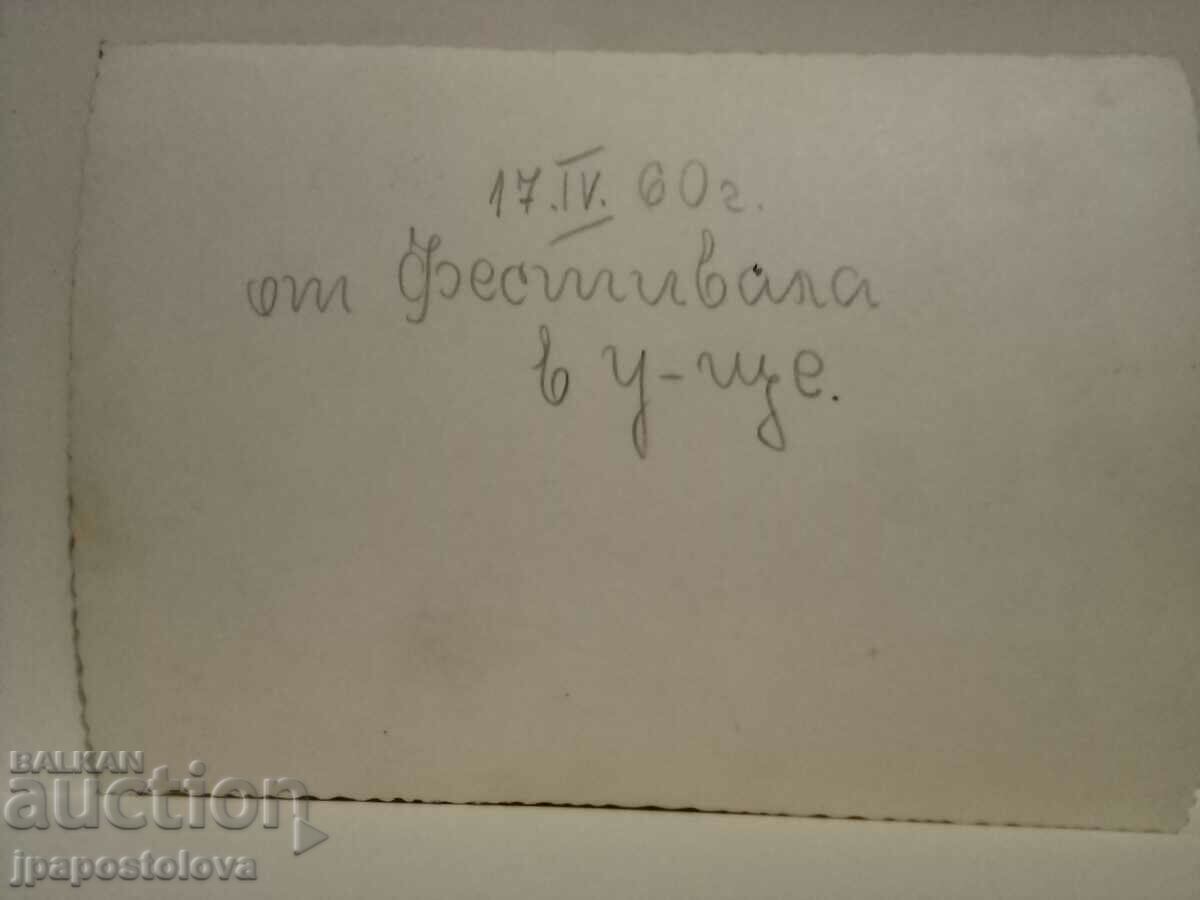 17.IV.60г.
от Фестивала
в у-ще.
BALKAN
auction
jpapostolova